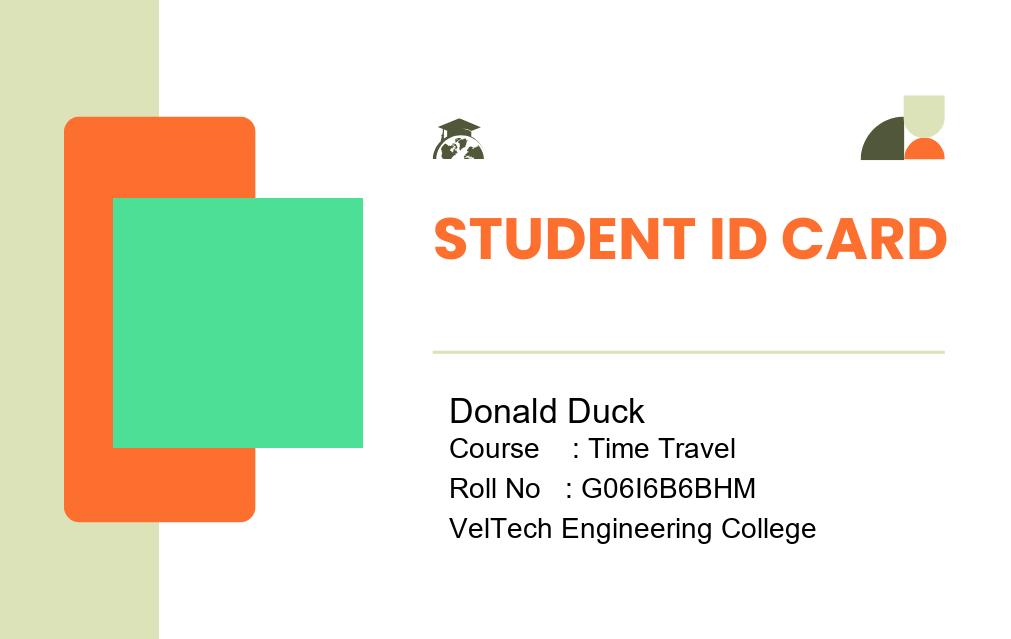 STUDENT ID CARD
Donald Duck
Course : Time Travel
Roll No : G06I6B6BHM
VelTech Engineering College